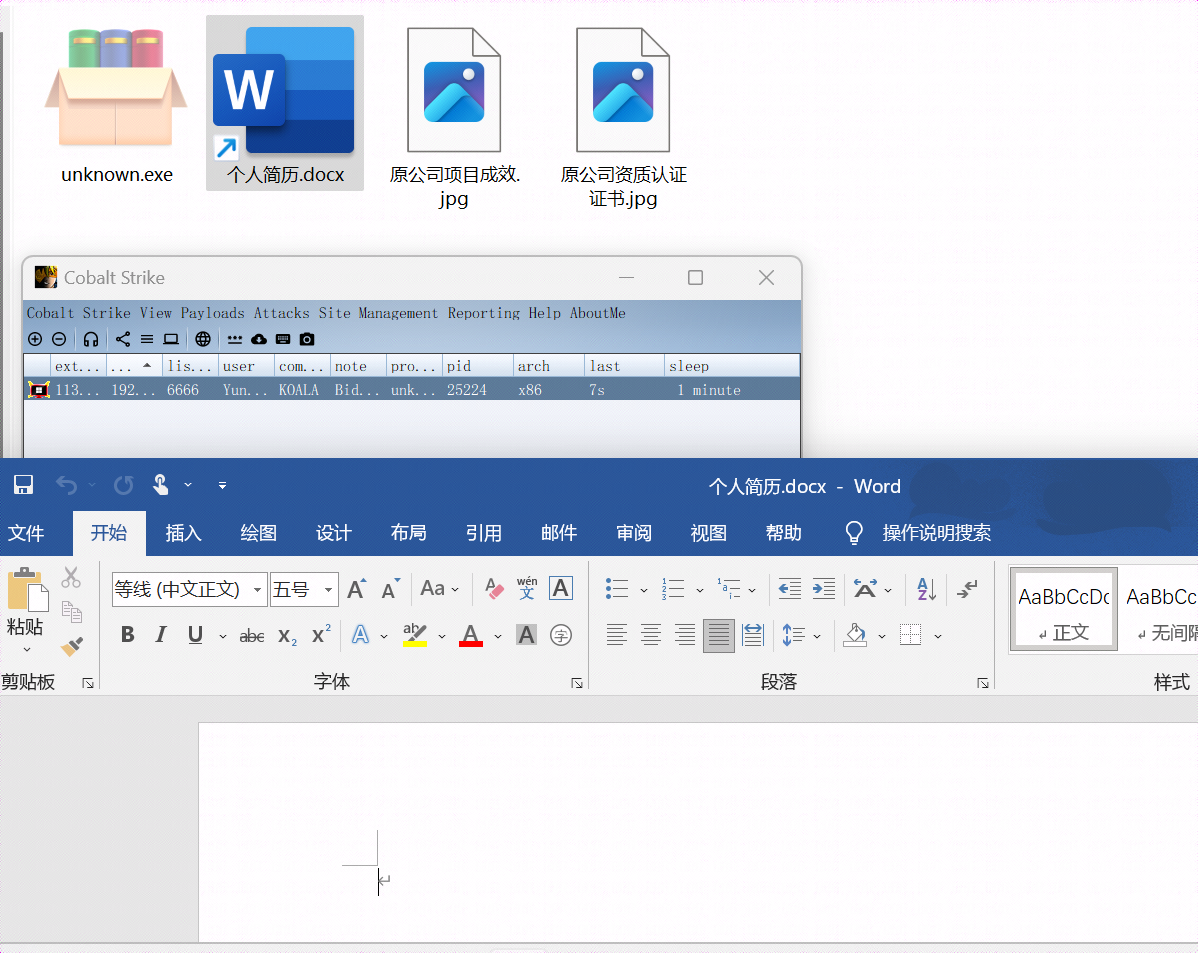 unknown.exe
个人简历.docx
原公司项目成效.
jpg
原公司资质认证
证书.jpg
Cobalt Strike
Cobalt Strike View Payloads Attacks Site Management Reporting Help AboutMe
ext... ... lis... user com... note pro... pid arch last sleep
113... 192... 6666 Yun... KOALA Bid... unk... 25224 x86 7s 1 minute
个人简历.docx - Word
文件 开始 插入 绘图 设计 布局 引用 邮件 审阅 视图 帮助 操作说明搜索
W
粘贴
等线 (中文正文) 五号 A A Aa A wén 文 A
B I U abc X₂ X² A ab A A 字
AaBbCcDc AaBbCc
正文 无间隔
剪贴板 字体 段落 样式